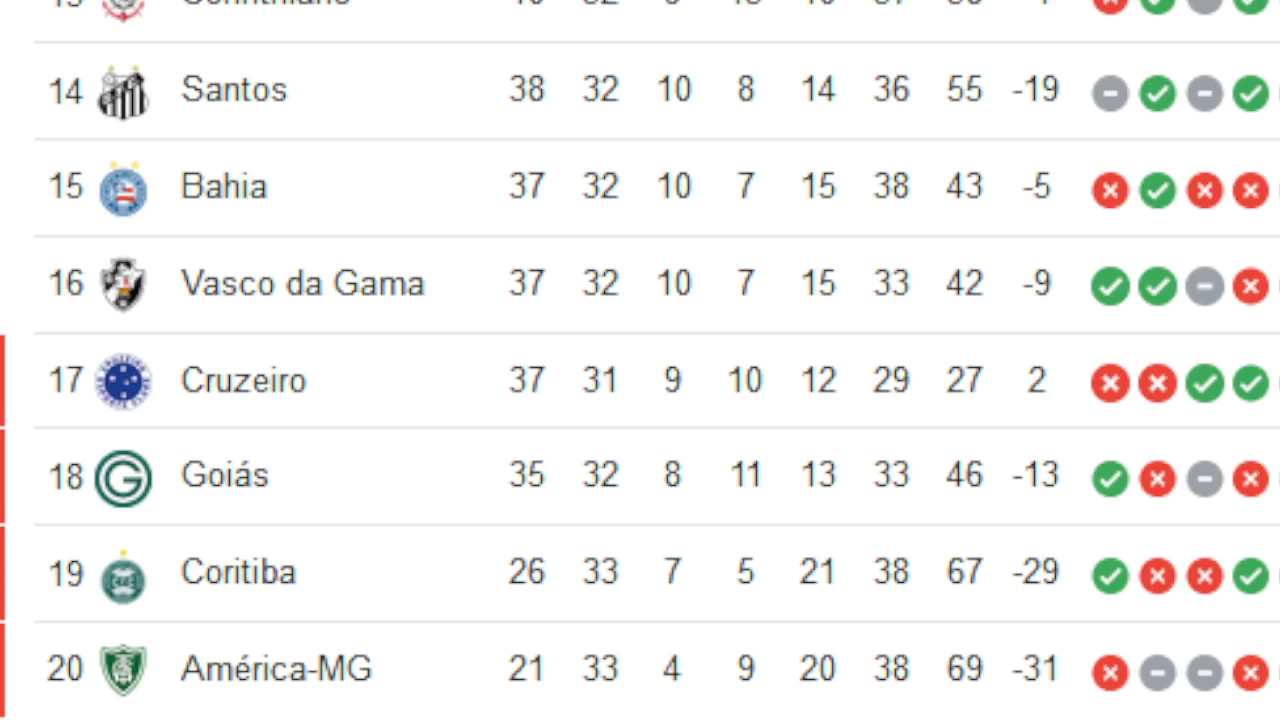 14 Santos 38 32 10 8 14 36 55 -19
15 Bahia 37 32 10 7 15 38 43 -5
16 Vasco da Gama 37 32 10 7 15 33 42 -9
17 Cruzeiro 37 31 9 10 12 29 27 2
18 Goiás 35 32 8 11 13 33 46 -13
19 Coritiba 26 33 7 5 21 38 67 -29
20 América-MG 21 33 4 9 20 38 69 -31